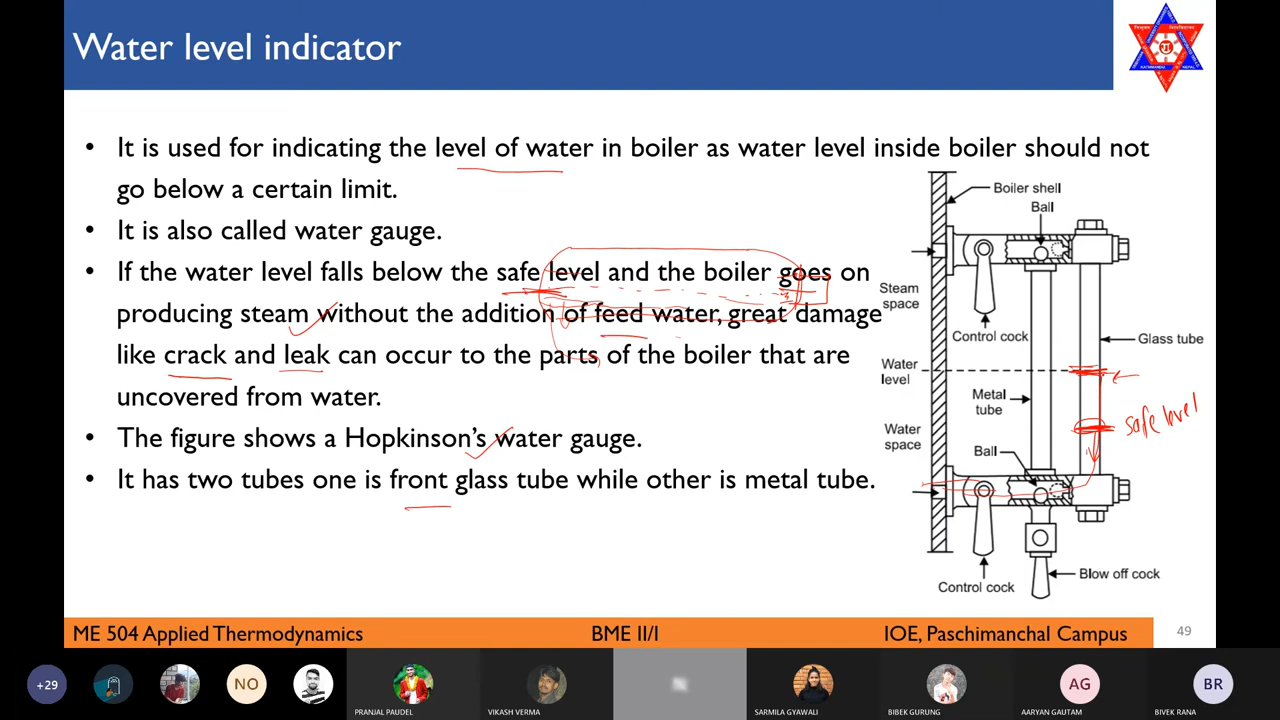 Water level indicator
• It is used for indicating the level of water in boiler as water level inside boiler should not
go below a certain limit.
• It is also called water gauge.
• If the water level falls below the safe level and the boiler goes on
producing steam without the addition of feed water, great damage
like crack and leak can occur to the parts of the boiler that are
uncovered from water.
• The figure shows a Hopkinson's water gauge.
• It has two tubes one is front glass tube while other is metal tube.
Boiler shell
Ball
Steam
space
Control cock
Glass tube
Water
level
Metal
tube
safe level
Water
space
Ball
Control cock
Blow off cock
ME 504 Applied Thermodynamics
BME II/I
IOE, Paschimanchal Campus
49
+29
NO
PRANJAL PAUDEL
VIKASH VERMA
SARMILA GYAWALI
BIBEK GURUNG
AG
AARYAN GAUTAM
BR
BIVEK RANA